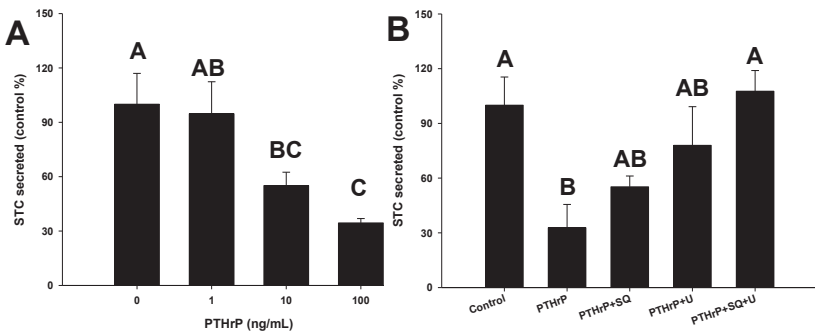 A
STC secreted (control %)
150
120
90
60
30
0
A
AB
BC
C
0 1 10 100
PTHrP (ng/mL)
B
STC secreted (control %)
150
120
90
60
30
0
A
B
AB
AB
A
Control PTHrP PTHrP+SQ PTHrP+U PTHrP+SQ+U